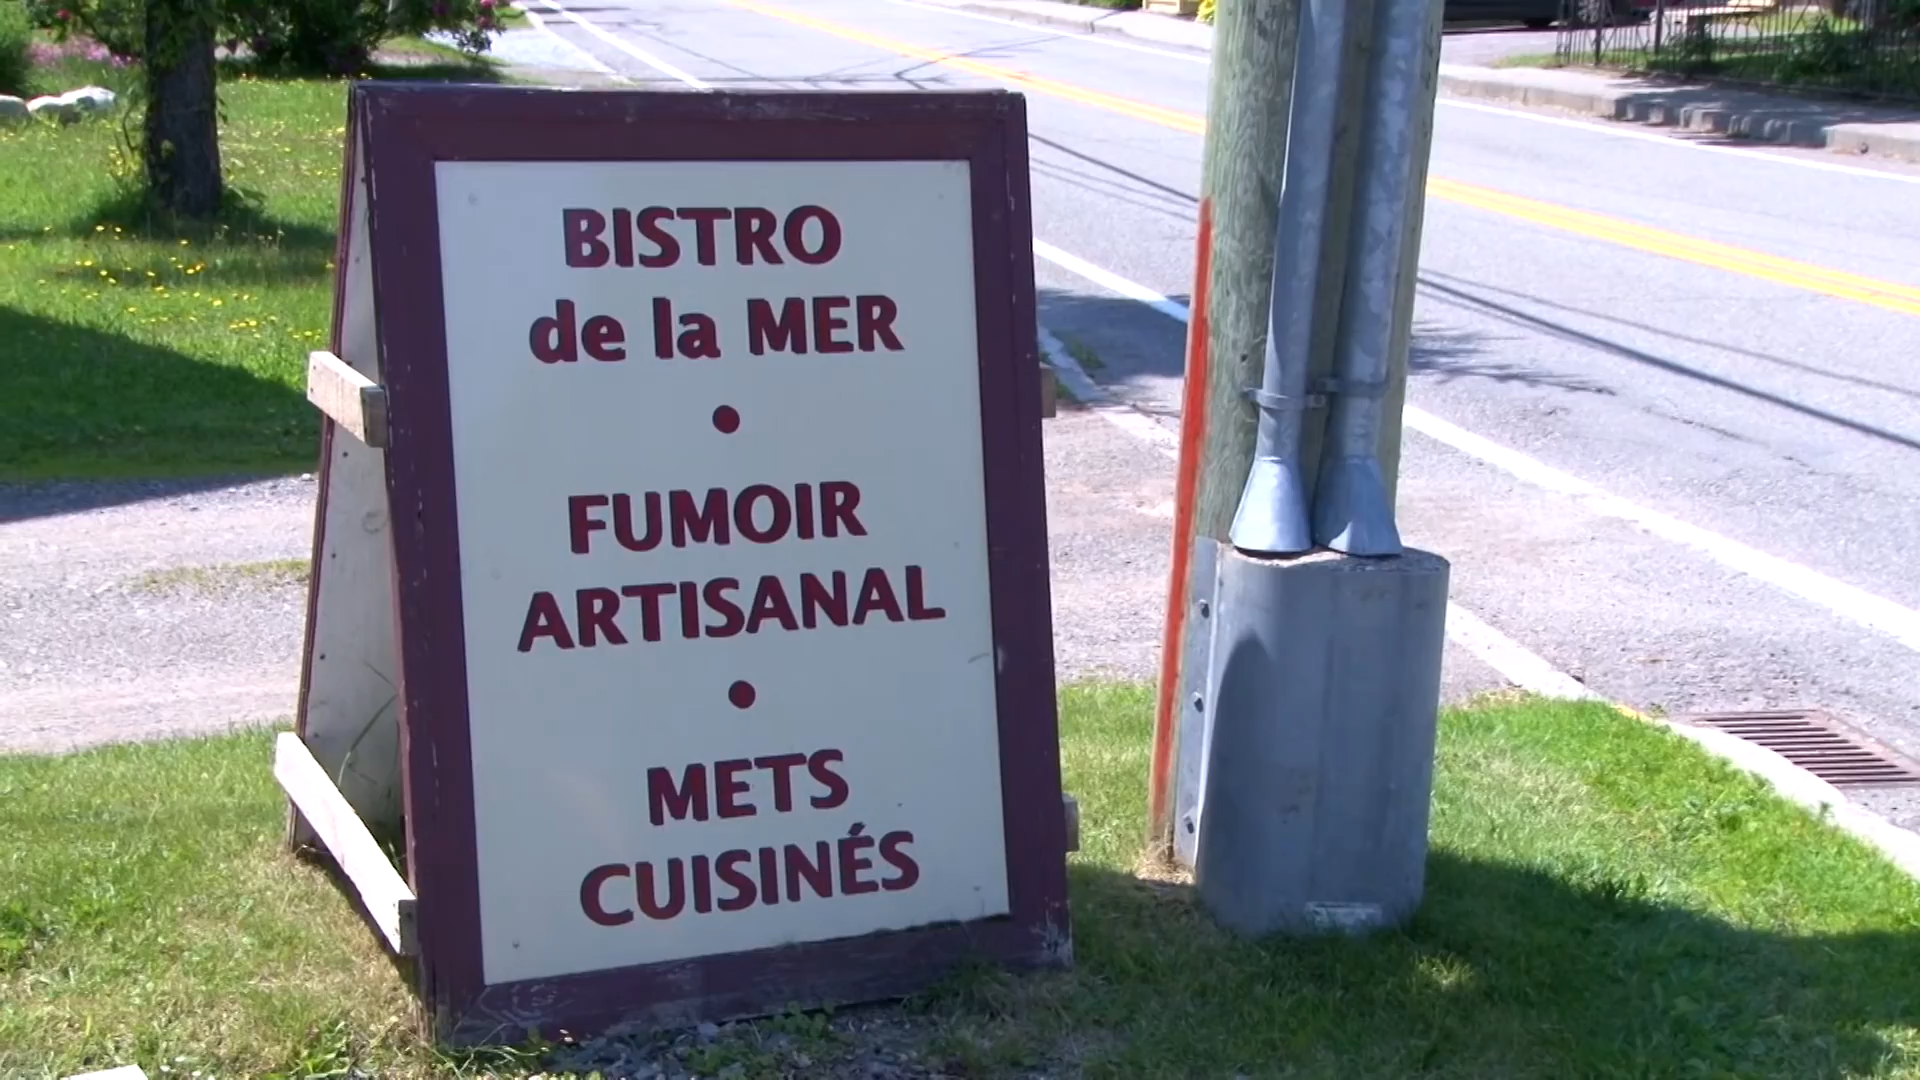 BISTRO
de la MER
•
FUMOIR
ARTISANAL
•
METS
CUISINÉS